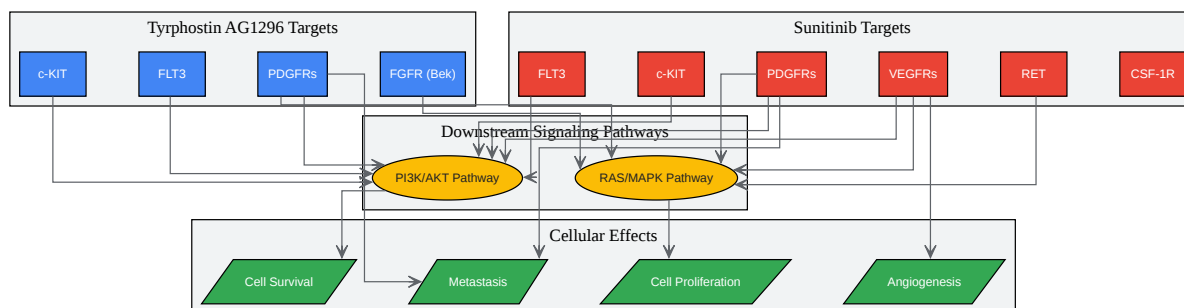 Tyrphostin AG1296 Targets
Sunitinib Targets
c-KIT
FLT3
PDGFRs
FGFR (Bek)
FLT3
c-KIT
PDGFRs
VEGFRs
RET
CSF-1R
Downstream Signaling Pathways
PI3K/AKT Pathway
RAS/MAPK Pathway
Cellular Effects
Cell Survival
Metastasis
Cell Proliferation
Angiogenesis